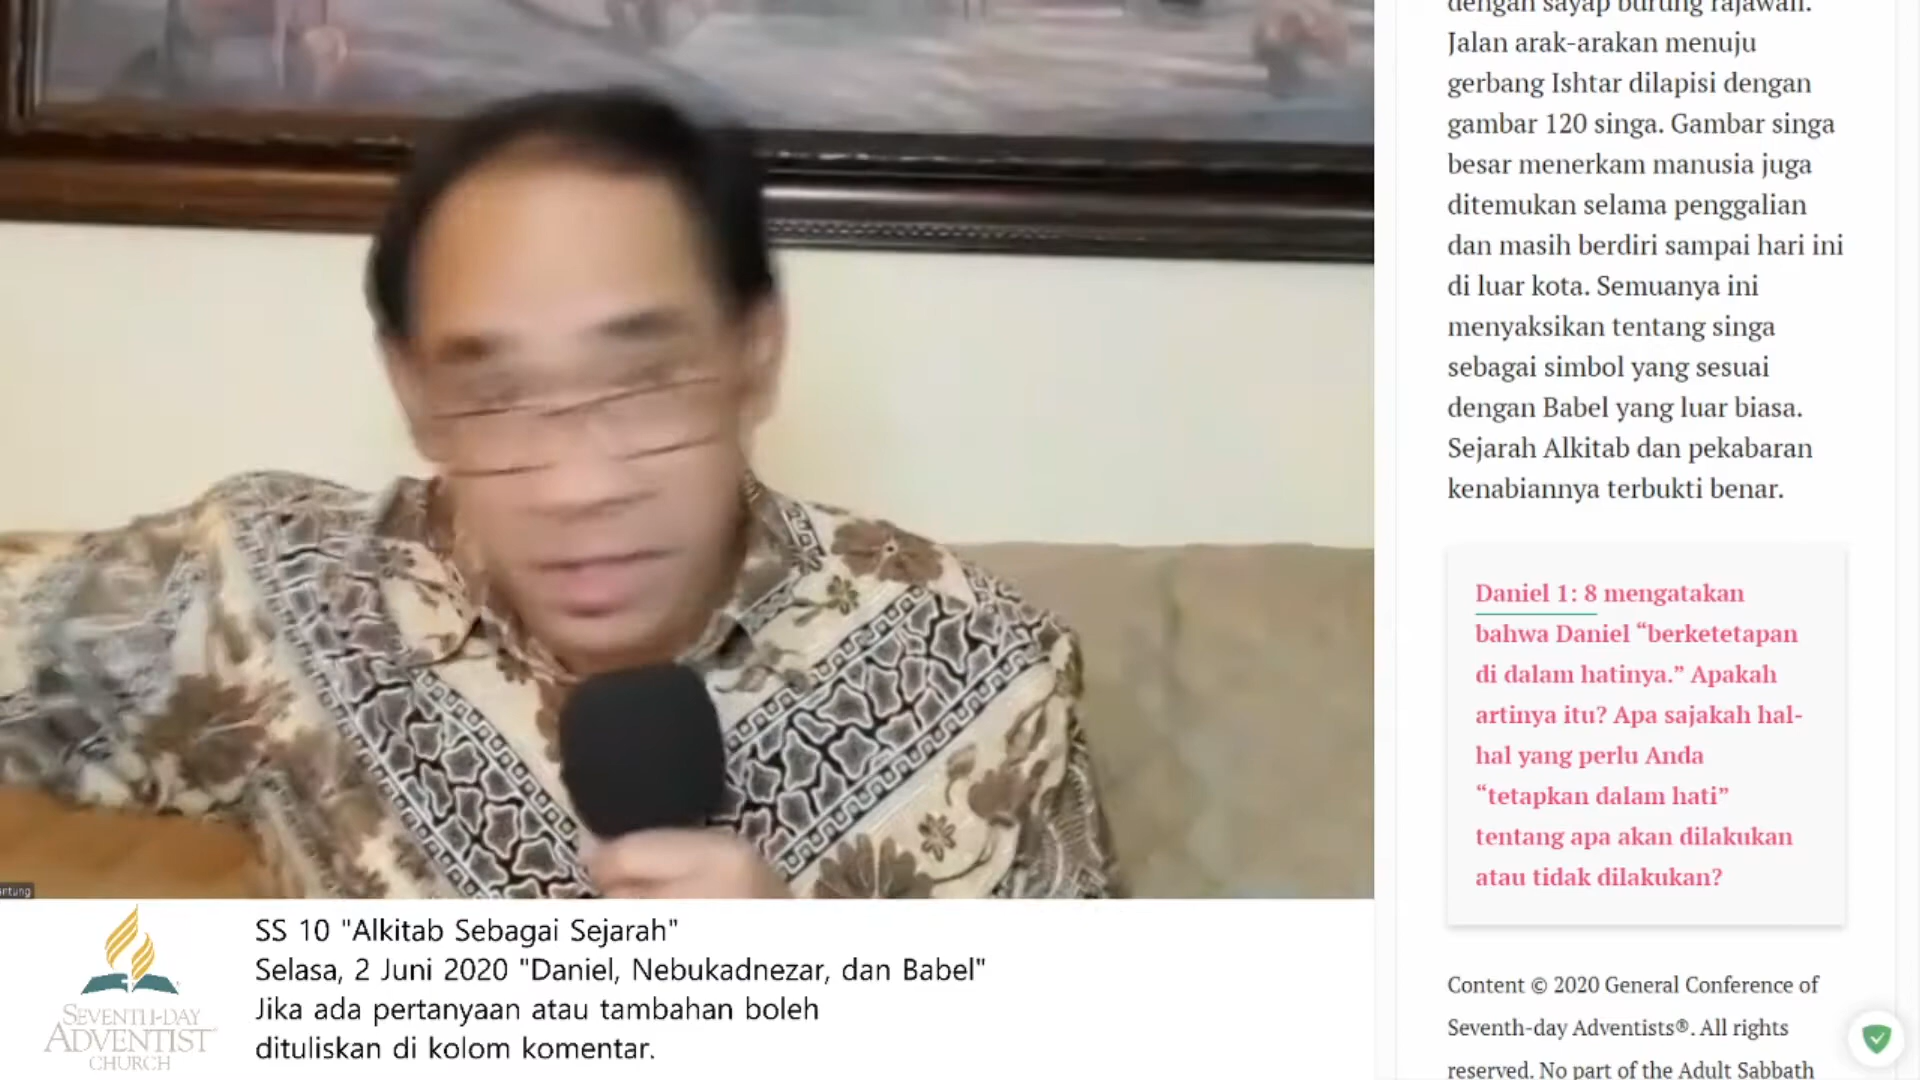 dengan sayap burung rajawali.
Jalan arak-arakan menuju
gerbang Ishtar dilapisi dengan
gambar 120 singa. Gambar singa
besar menerkam manusia juga
ditemukan selama penggalian
dan masih berdiri sampai hari ini
di luar kota. Semuanya ini
menyaksikan tentang singa
sebagai simbol yang sesuai
dengan Babel yang luar biasa.
Sejarah Alkitab dan pekabaran
kenabiannya terbukti benar.
Daniel 1: 8 mengatakan
bahwa Daniel “berketetapan
di dalam hatinya.” Apakah
artinya itu? Apa sajakah hal-
hal yang perlu Anda
“tetapkan dalam hati”
tentang apa akan dilakukan
atau tidak dilakukan?
Content © 2020 General Conference of
Seventh-day Adventists®. All rights
reserved. No part of the Adult Sabbath
SS 10 "Alkitab Sebagai Sejarah"
Selasa, 2 Juni 2020 "Daniel, Nebukadnezar, dan Babel"
Jika ada pertanyaan atau tambahan boleh
dituliskan di kolom komentar.
SEVENTH-DAY
ADVENTIST
CHURCH